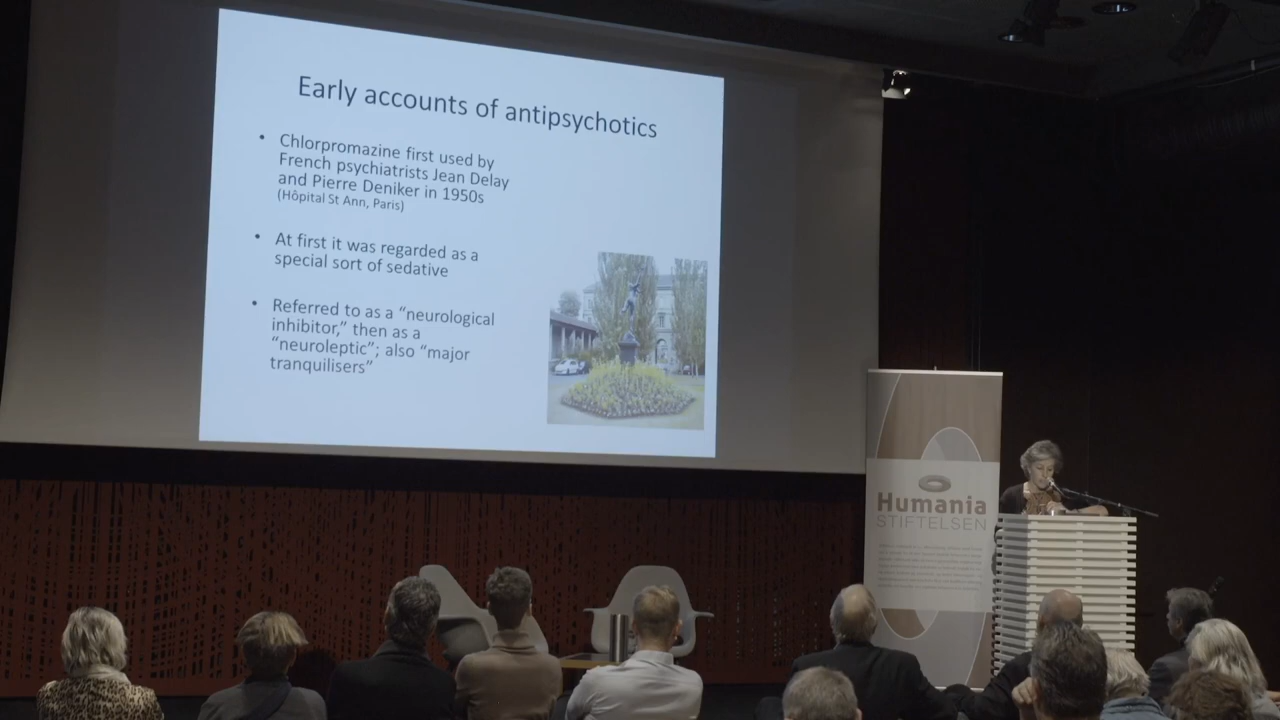 Early accounts of antipsychotics
• Chlorpromazine first used by
French psychiatrists Jean Delay
and Pierre Deniker in 1950s
(Hôpital St Ann, Paris)
• At first it was regarded as a
special sort of sedative
• Referred to as a “neurological
inhibitor,” then as a
“neuroleptic”; also “major
tranquilisers”
Humania
STIFTELSEN